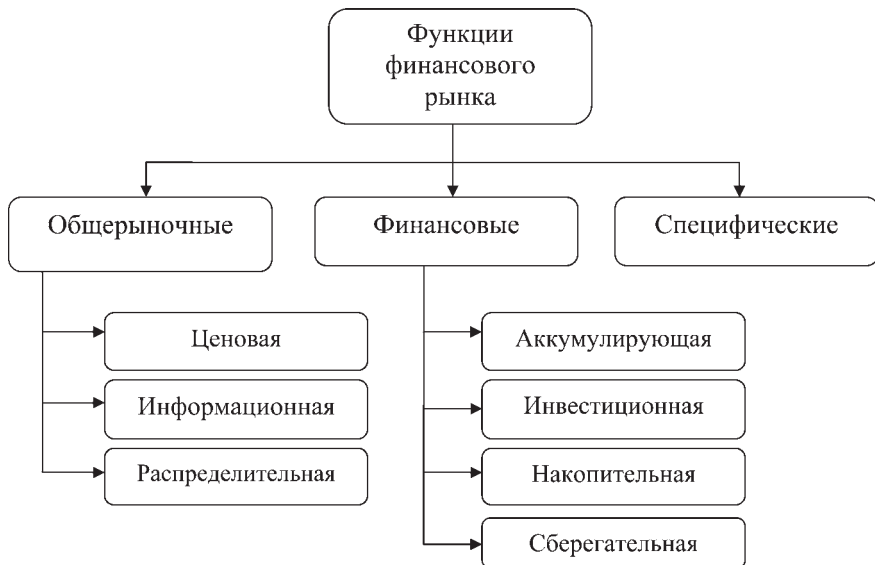 Функции
финансового
рынка
Общерыночные
Финансовые
Специфические
Ценовая
Информационная
Распределительная
Аккумулирующая
Инвестиционная
Накопительная
Сберегательная